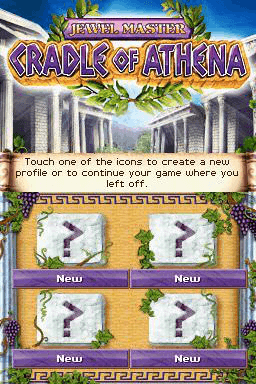 JEWEL MASTER
CRADLE OF ATHENA
Touch one of the icons to create a new
profile or to continue your game where you
left off.
?
?
New
New
?
?
New
New